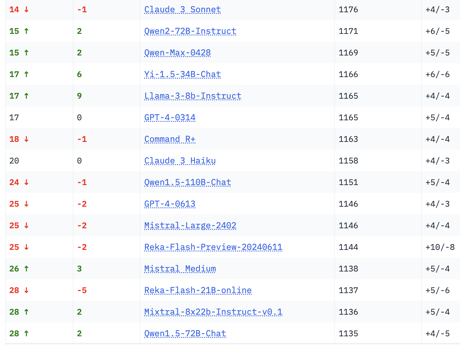 14 ↓ -1 Claude 3 Sonnet 1176 +4/-3
15 ↑ 2 Qwen2-72B-Instruct 1171 +6/-5
15 ↑ 2 Qwen-Max-0428 1169 +5/-5
17 ↑ 6 Yi-1.5-34B-Chat 1166 +6/-6
17 ↑ 9 Llama-3-8b-Instruct 1165 +4/-4
17 0 GPT-4-0314 1165 +5/-4
18 ↓ -1 Command R+ 1163 +4/-4
20 0 Claude 3 Haiku 1158 +4/-3
24 ↓ -1 Qwen1.5-110B-Chat 1151 +5/-4
25 ↓ -2 GPT-4-0613 1146 +4/-3
25 ↓ -2 Mistral-Large-2402 1146 +4/-4
25 ↓ -2 Reka-Flash-Preview-20240611 1144 +10/-8
26 ↑ 3 Mistral Medium 1138 +5/-4
28 ↓ -5 Reka-Flash-21B-online 1137 +5/-6
28 ↑ 2 Mixtral-8x22b-Instruct-v0.1 1136 +5/-4
28 ↑ 2 Qwen1.5-72B-Chat 1135 +4/-5